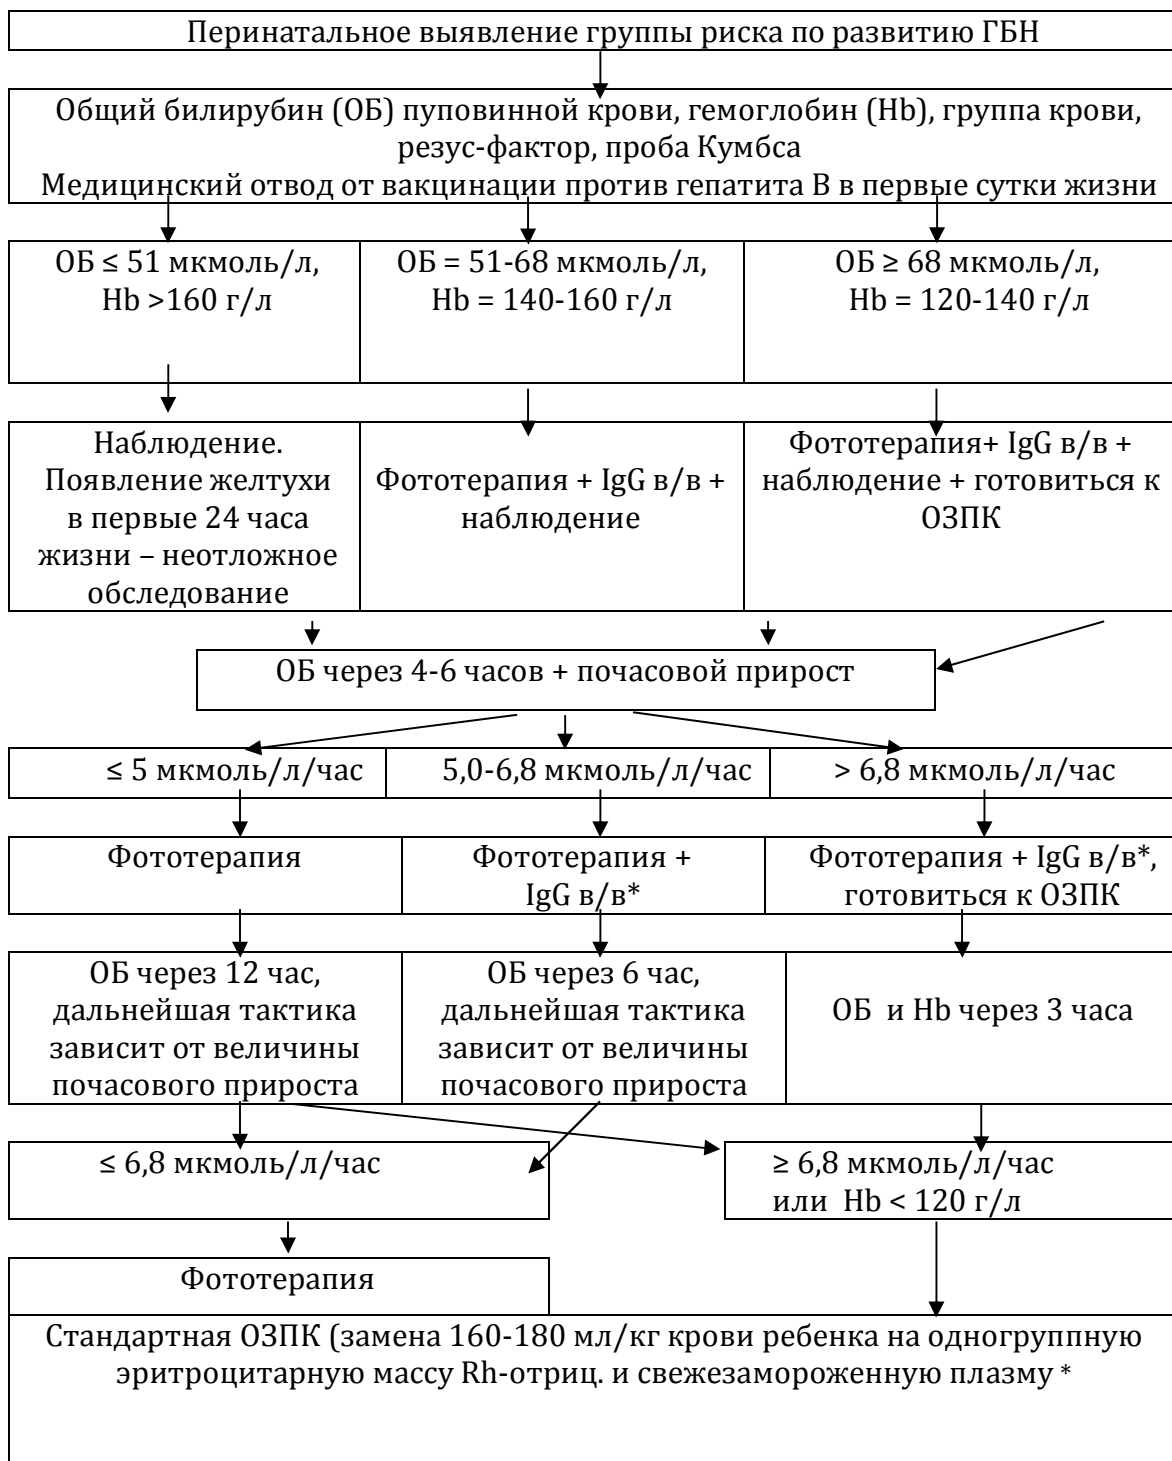 Перинатальное выявление группы риска по развитию ГБН
Общий билирубин (ОБ) пуповинной крови, гемоглобин (Hb), группа крови,
резус-фактор, проба Кумбса
Медицинский отвод от вакцинации против гепатита В в первые сутки жизни
ОБ ≤ 51 мкмоль/л,
Hb >160 г/л
ОБ = 51-68 мкмоль/л,
Hb = 140-160 г/л
ОБ ≥ 68 мкмоль/л,
Hb = 120-140 г/л
Наблюдение.
Появление желтухи
в первые 24 часа
жизни – неотложное
обследование
Фототерапия + IgG в/в +
наблюдение
Фототерапия+ IgG в/в +
наблюдение + готовиться к
ОЗПК
ОБ через 4-6 часов + почасовой прирост
≤ 5 мкмоль/л/час
5,0-6,8 мкмоль/л/час
> 6,8 мкмоль/л/час
Фототерапия
Фототерапия +
IgG в/в*
Фототерапия + IgG в/в*,
готовиться к ОЗПК
ОБ через 12 час,
дальнейшая тактика
зависит от величины
почасового прироста
ОБ через 6 час,
дальнейшая тактика
зависит от величины
почасового прироста
ОБ и Hb через 3 часа
≤ 6,8 мкмоль/л/час
≥ 6,8 мкмоль/л/час
или Hb < 120 г/л
Фототерапия
Стандартная ОЗПК (замена 160-180 мл/кг крови ребенка на одногруппную
эритроцитарную массу Rh-отриц. и свежезамороженную плазму *